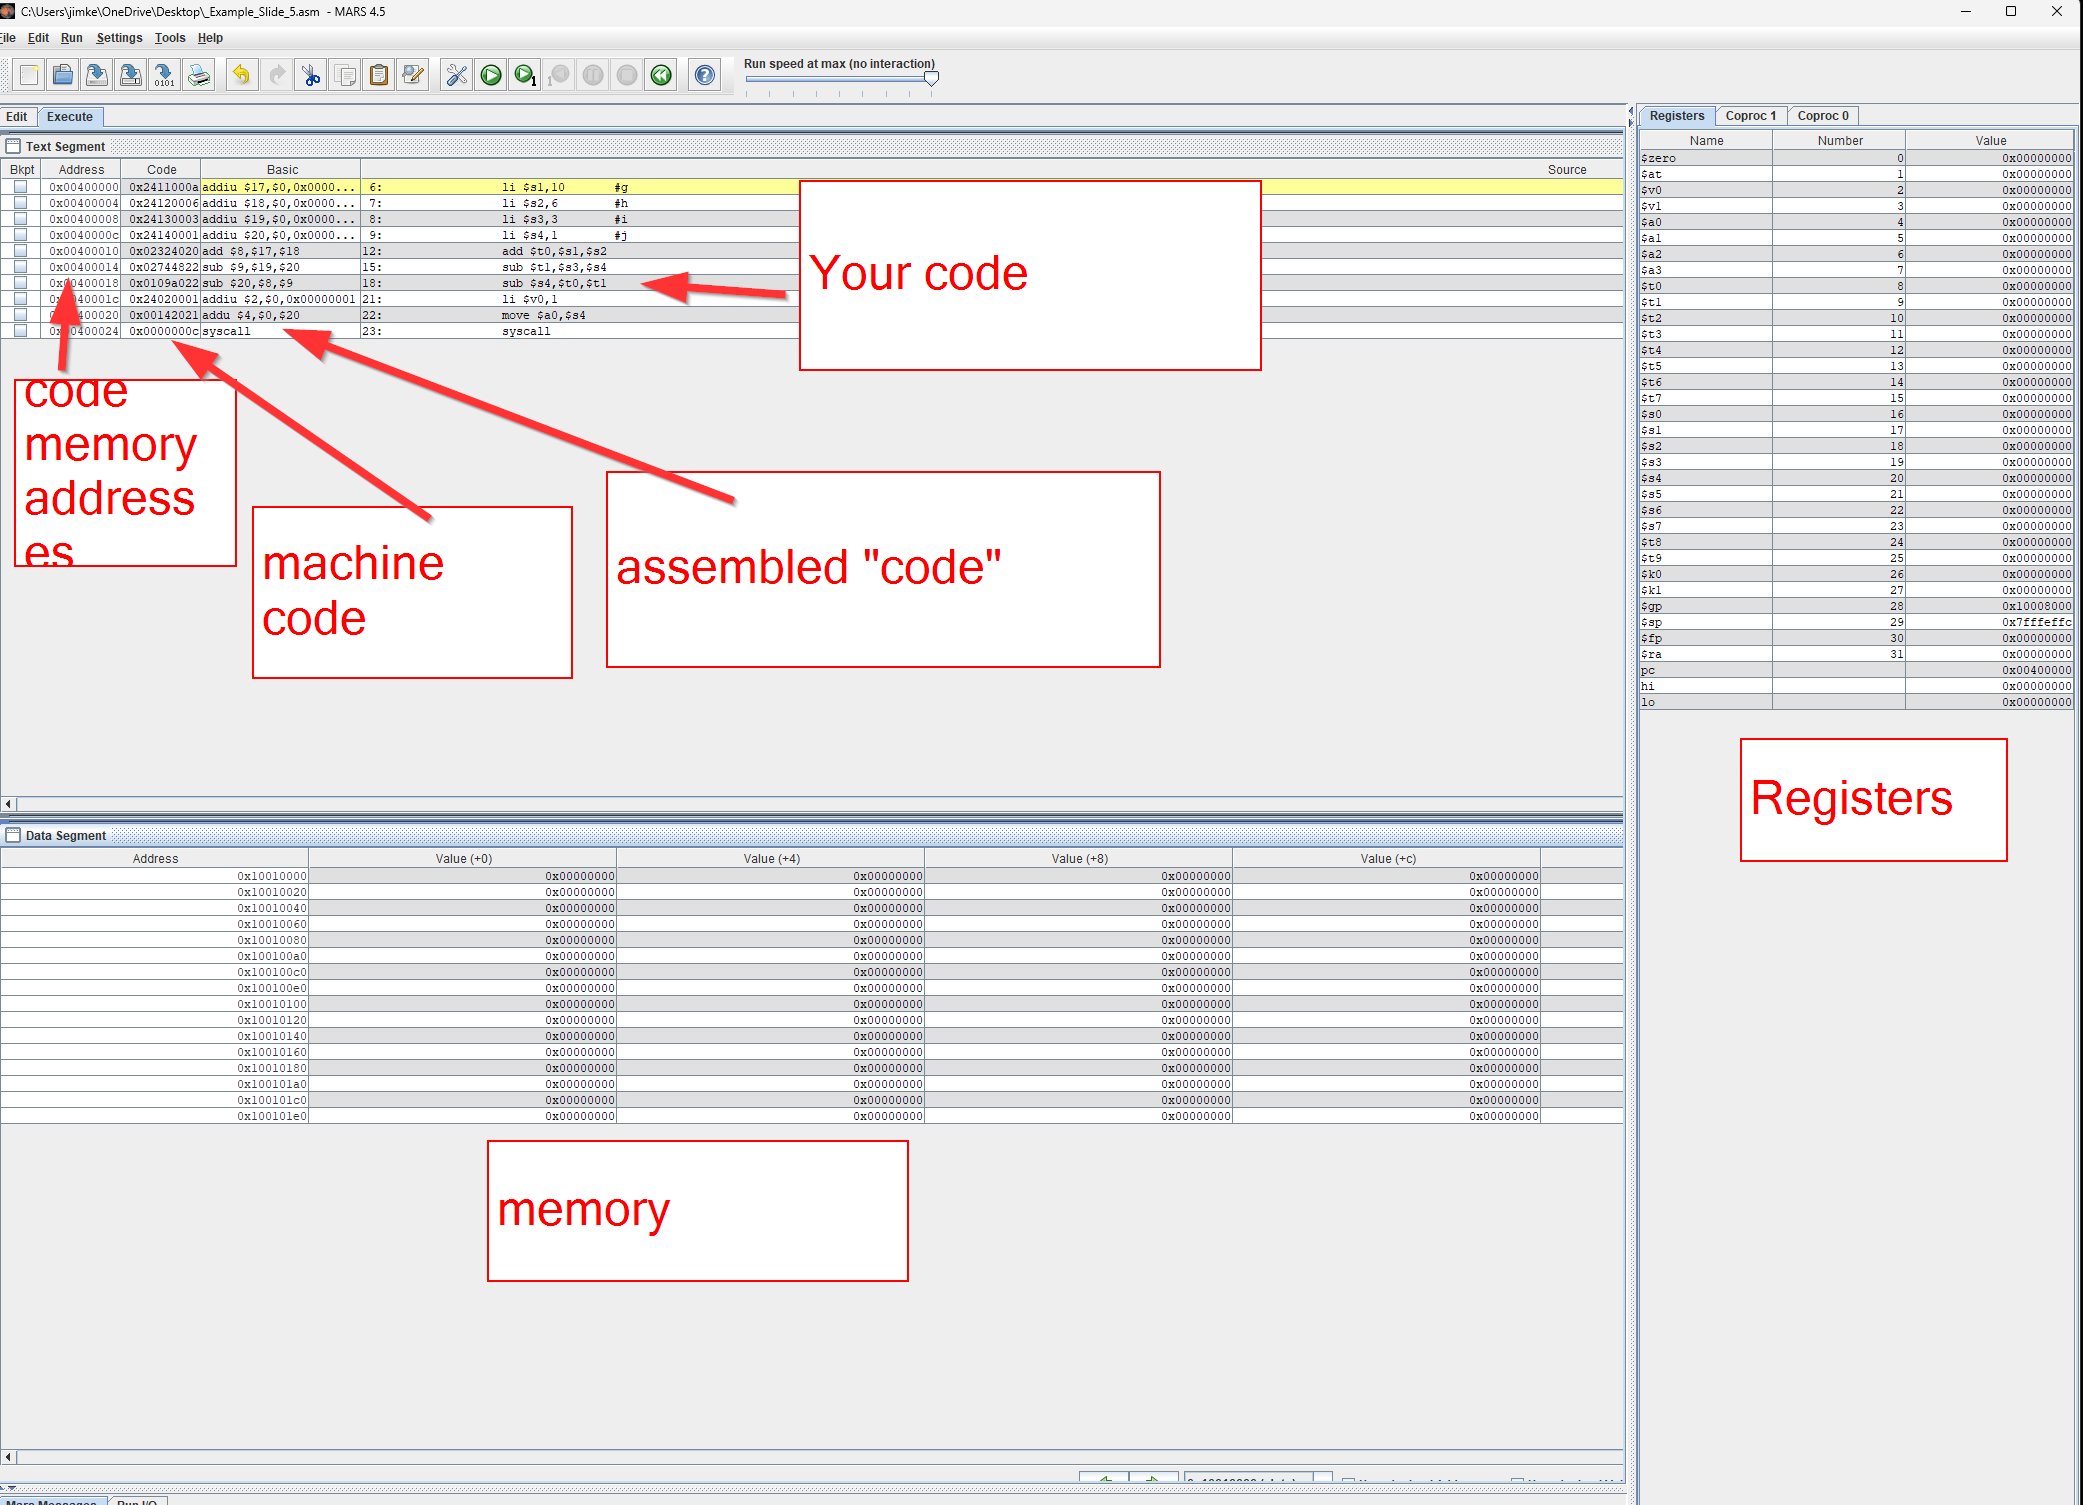 C:\Users\jimke\OneDrive\Desktop\_Example_Slide_5.asm - MARS 4.5
File Edit Run Settings Tools Help
Run speed at max (no interaction)
Edit Execute
Text Segment
Bkpt Address Code Basic Source
0x00400000 0x2411000a addiu $17,$0,0x0000... 6: li $s1,10 #g
0x00400004 0x24120006 addiu $18,$0,0x0000... 7: li $s2,6 #h
0x00400008 0x24130003 addiu $19,$0,0x0000... 8: li $s3,3 #i
0x0040000c 0x24140001 addiu $20,$0,0x0000... 9: li $s4,1 #j
0x00400010 0x02324020 add $8,$17,$18 12: add $t0,$s1,$s2
0x00400014 0x02744822 sub $9,$19,$20 15: sub $t1,$s3,$s4
0x00400018 0x0109a022 sub $20,$8,$9 18: sub $s4,$t0,$t1
0x0040001c 0x24020001 addiu $2,$0,0x00000001 21: li $v0,1
0x00400020 0x00142021 addu $4,$0,$20 22: move $a0,$s4
0x00400024 0x0000000c syscall 23: syscall
Your code
code
memory
address
es
machine
code
assembled "code"
Data Segment
Address Value (+0) Value (+4) Value (+8) Value (+c)
0x10010000 0x00000000 0x00000000 0x00000000 0x00000000
0x10010020 0x00000000 0x00000000 0x00000000 0x00000000
0x10010040 0x00000000 0x00000000 0x00000000 0x00000000
0x10010060 0x00000000 0x00000000 0x00000000 0x00000000
0x10010080 0x00000000 0x00000000 0x00000000 0x00000000
0x100100a0 0x00000000 0x00000000 0x00000000 0x00000000
0x100100c0 0x00000000 0x00000000 0x00000000 0x00000000
0x100100e0 0x00000000 0x00000000 0x00000000 0x00000000
0x10010100 0x00000000 0x00000000 0x00000000 0x00000000
0x10010120 0x00000000 0x00000000 0x00000000 0x00000000
0x10010140 0x00000000 0x00000000 0x00000000 0x00000000
0x10010160 0x00000000 0x00000000 0x00000000 0x00000000
0x10010180 0x00000000 0x00000000 0x00000000 0x00000000
0x100101a0 0x00000000 0x00000000 0x00000000 0x00000000
0x100101c0 0x00000000 0x00000000 0x00000000 0x00000000
0x100101e0 0x00000000 0x00000000 0x00000000 0x00000000
memory
Mars Messages Run I/O
Registers Coproc 1 Coproc 0
Name Number Value
$zero 0 0x00000000
$at 1 0x00000000
$v0 2 0x00000000
$v1 3 0x00000000
$a0 4 0x00000000
$a1 5 0x00000000
$a2 6 0x00000000
$a3 7 0x00000000
$t0 8 0x00000000
$t1 9 0x00000000
$t2 10 0x00000000
$t3 11 0x00000000
$t4 12 0x00000000
$t5 13 0x00000000
$t6 14 0x00000000
$t7 15 0x00000000
$s0 16 0x00000000
$s1 17 0x00000000
$s2 18 0x00000000
$s3 19 0x00000000
$s4 20 0x00000000
$s5 21 0x00000000
$s6 22 0x00000000
$s7 23 0x00000000
$t8 24 0x00000000
$t9 25 0x00000000
$k0 26 0x00000000
$k1 27 0x00000000
$gp 28 0x10008000
$sp 29 0x7fffeffc
$fp 30 0x00000000
$ra 31 0x00000000
pc 0x00400000
hi 0x00000000
lo 0x00000000
Registers